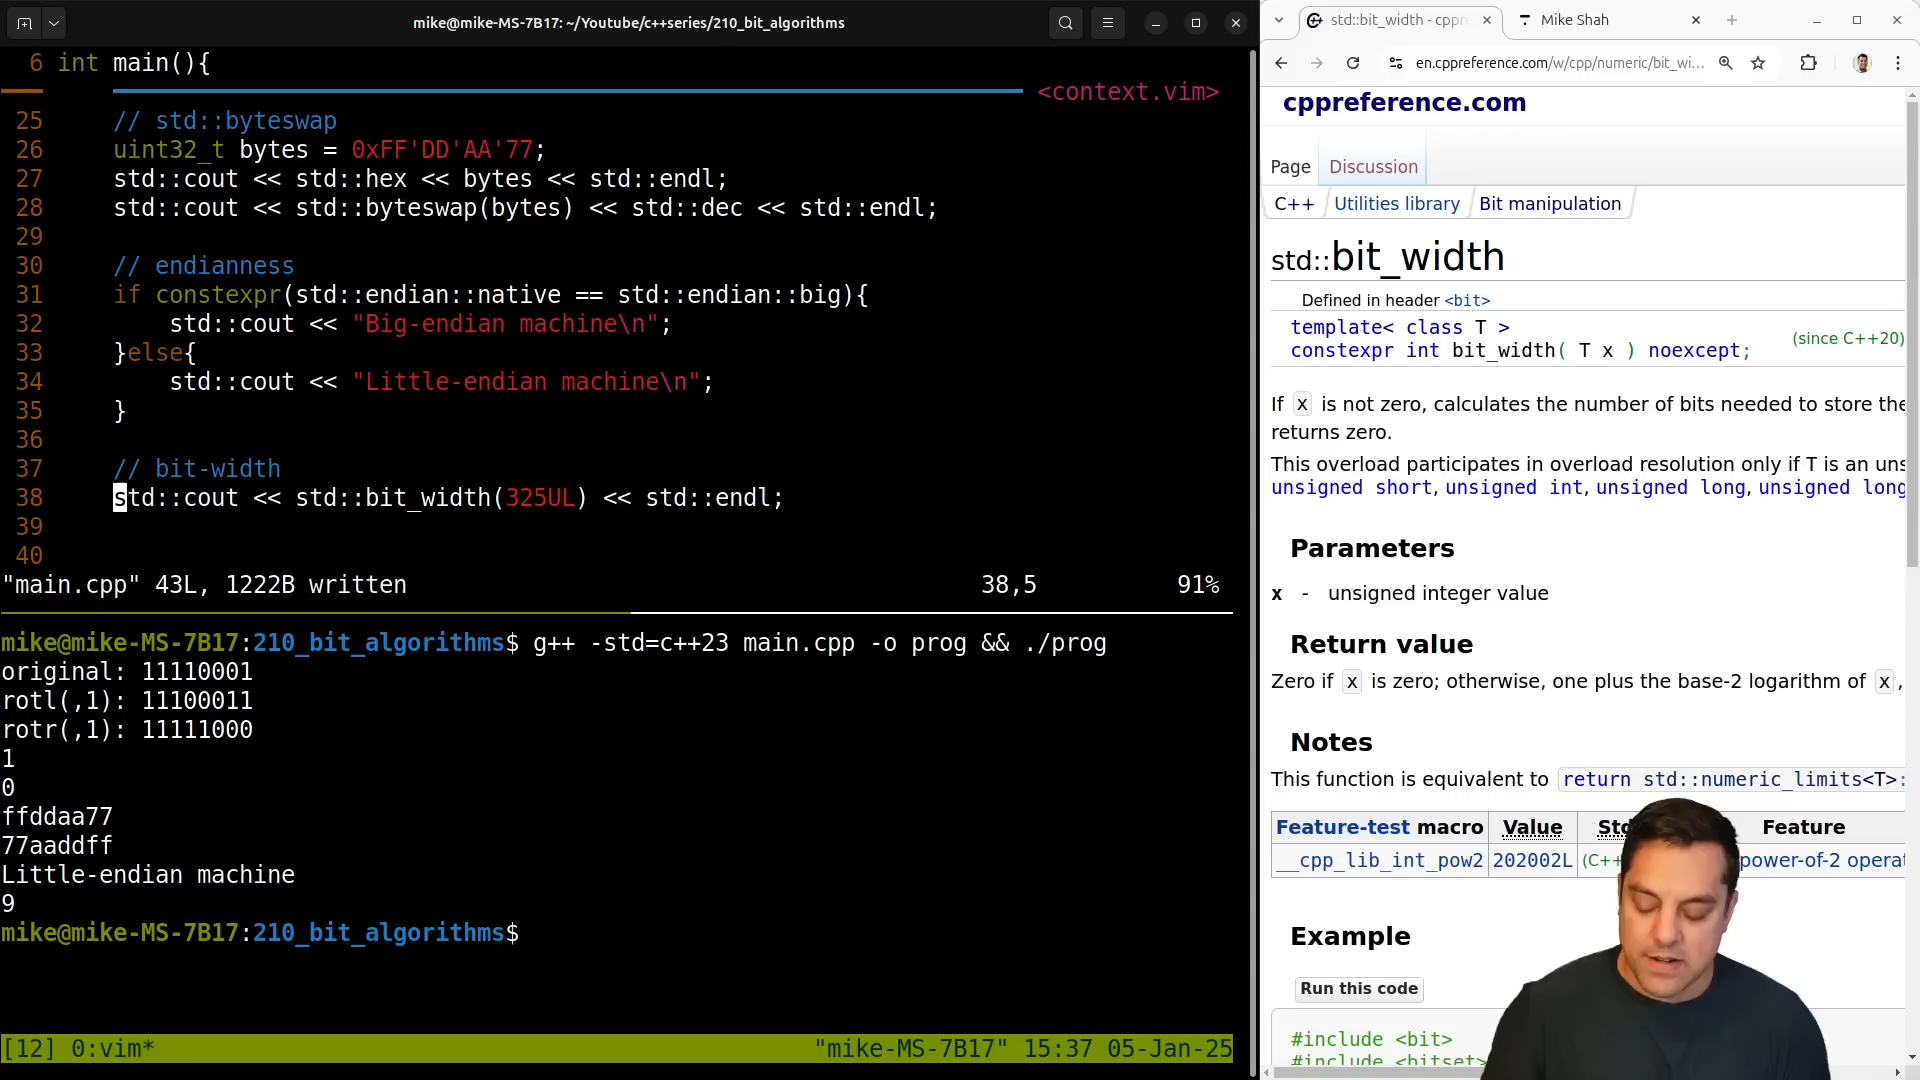 mike@mike-MS-7B17: ~/Youtube/c++series/210_bit_algorithms
6 int main(){
<context.vim>
25 // std::byteswap
26 uint32_t bytes = 0xFF'DD'AA'77;
27 std::cout << std::hex << bytes << std::endl;
28 std::cout << std::byteswap(bytes) << std::dec << std::endl;
29
30 // endianness
31 if constexpr(std::endian::native == std::endian::big){
32 std::cout << "Big-endian machine\n";
33 }else{
34 std::cout << "Little-endian machine\n";
35 }
36
37 // bit-width
38 std::cout << std::bit_width(325UL) << std::endl;
39
40
"main.cpp" 43L, 1222B written 38,5 91%
mike@mike-MS-7B17:210_bit_algorithms$ g++ -std=c++23 main.cpp -o prog && ./prog
original: 11110001
rotl(,1): 11100011
rotr(,1): 11111000
1
0
ffddaa77
77aaddff
Little-endian machine
9
mike@mike-MS-7B17:210_bit_algorithms$
[12] 0:vim* "mike-MS-7B17" 15:37 05-Jan-25
std::bit_width - cppre
Mike Shah
en.cppreference.com/w/cpp/numeric/bit_wi...
cppreference.com
Page Discussion
C++ Utilities library Bit manipulation
std::bit_width
Defined in header <bit>
template< class T >
constexpr int bit_width( T x ) noexcept;
(since C++20)
If x is not zero, calculates the number of bits needed to store the
returns zero.
This overload participates in overload resolution only if T is an uns
unsigned short, unsigned int, unsigned long, unsigned long
Parameters
x - unsigned integer value
Return value
Zero if x is zero; otherwise, one plus the base-2 logarithm of x,
Notes
This function is equivalent to return std::numeric_limits<T>:
Feature-test macro Value Std Feature
__cpp_lib_int_pow2 202002L (C++ power-of-2 opera
Example
Run this code
#include <bit>
#include <bitset>